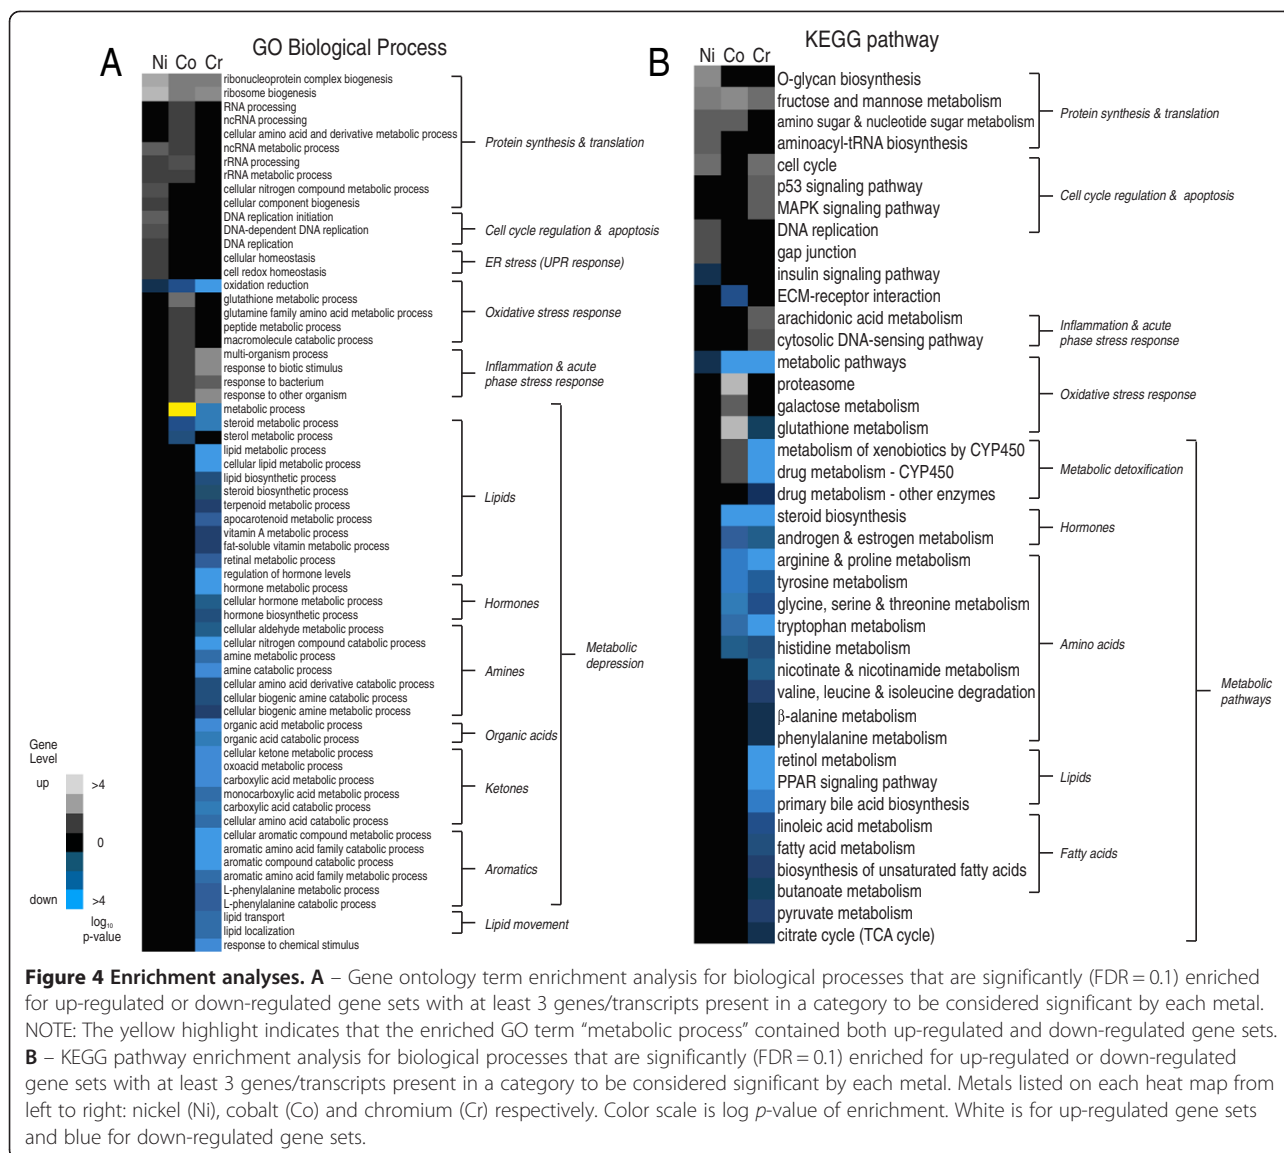 A
GO Biological Process
Ni Co Cr
ribonucleoprotein complex biogenesis
ribosome biogenesis
RNA processing
ncRNA processing
cellular amino acid and derivative metabolic process
ncRNA metabolic process
rRNA processing
rRNA metabolic process
cellular nitrogen compound metabolic process
cellular component biogenesis
Protein synthesis & translation
DNA replication initiation
DNA-dependent DNA replication
DNA replication
Cell cycle regulation & apoptosis
cellular homeostasis
cell redox homeostasis
ER stress (UPR response)
oxidation reduction
glutathione metabolic process
glutamine family amino acid metabolic process
peptide metabolic process
macromolecule catabolic process
Oxidative stress response
multi-organism process
response to biotic stimulus
response to bacterium
response to other organism
Inflammation & acute
phase stress response
metabolic process
steroid metabolic process
sterol metabolic process
lipid metabolic process
cellular lipid metabolic process
lipid biosynthetic process
steroid biosynthetic process
terpenoid metabolic process
apocarotenoid metabolic process
vitamin A metabolic process
fat-soluble vitamin metabolic process
retinal metabolic process
regulation of hormone levels
Lipids
hormone metabolic process
cellular hormone metabolic process
hormone biosynthetic process
Hormones
cellular aldehyde metabolic process
cellular nitrogen compound catabolic process
amine metabolic process
amine catabolic process
cellular amino acid derivative catabolic process
cellular biogenic amine catabolic process
cellular biogenic amine metabolic process
Amines
organic acid metabolic process
organic acid catabolic process
Organic acids
cellular ketone metabolic process
oxoacid metabolic process
carboxylic acid metabolic process
monocarboxylic acid metabolic process
carboxylic acid catabolic process
cellular amino acid catabolic process
Ketones
cellular aromatic compound metabolic process
aromatic amino acid family catabolic process
aromatic compound catabolic process
aromatic amino acid family metabolic process
L-phenylalanine metabolic process
L-phenylalanine catabolic process
Aromatics
Metabolic
depression
lipid transport
lipid localization
Lipid movement
response to chemical stimulus
Gene
Level
up
>4
0
down
>4
log10
p-value
B
KEGG pathway
Ni Co Cr
O-glycan biosynthesis
fructose and mannose metabolism
amino sugar & nucleotide sugar metabolism
aminoacyl-tRNA biosynthesis
Protein synthesis & translation
cell cycle
p53 signaling pathway
MAPK signaling pathway
DNA replication
Cell cycle regulation & apoptosis
gap junction
insulin signaling pathway
ECM-receptor interaction
arachidonic acid metabolism
cytosolic DNA-sensing pathway
Inflammation & acute
phase stress response
metabolic pathways
proteasome
galactose metabolism
glutathione metabolism
Oxidative stress response
metabolism of xenobiotics by CYP450
drug metabolism - CYP450
drug metabolism - other enzymes
Metabolic detoxification
steroid biosynthesis
androgen & estrogen metabolism
Hormones
arginine & proline metabolism
tyrosine metabolism
glycine, serine & threonine metabolism
tryptophan metabolism
histidine metabolism
nicotinate & nicotinamide metabolism
valine, leucine & isoleucine degradation
β-alanine metabolism
phenylalanine metabolism
Amino acids
retinol metabolism
PPAR signaling pathway
primary bile acid biosynthesis
Lipids
linoleic acid metabolism
fatty acid metabolism
biosynthesis of unsaturated fatty acids
butanoate metabolism
Fatty acids
pyruvate metabolism
citrate cycle (TCA cycle)
Metabolic
pathways
Figure 4 Enrichment analyses. A – Gene ontology term enrichment analysis for biological processes that are significantly (FDR = 0.1) enriched
for up-regulated or down-regulated gene sets with at least 3 genes/transcripts present in a category to be considered significant by each metal.
NOTE: The yellow highlight indicates that the enriched GO term “metabolic process” contained both up-regulated and down-regulated gene sets.
B – KEGG pathway enrichment analysis for biological processes that are significantly (FDR = 0.1) enriched for up-regulated or down-regulated
gene sets with at least 3 genes/transcripts present in a category to be considered significant by each metal. Metals listed on each heat map from
left to right: nickel (Ni), cobalt (Co) and chromium (Cr) respectively. Color scale is log p-value of enrichment. White is for up-regulated gene sets
and blue for down-regulated gene sets.